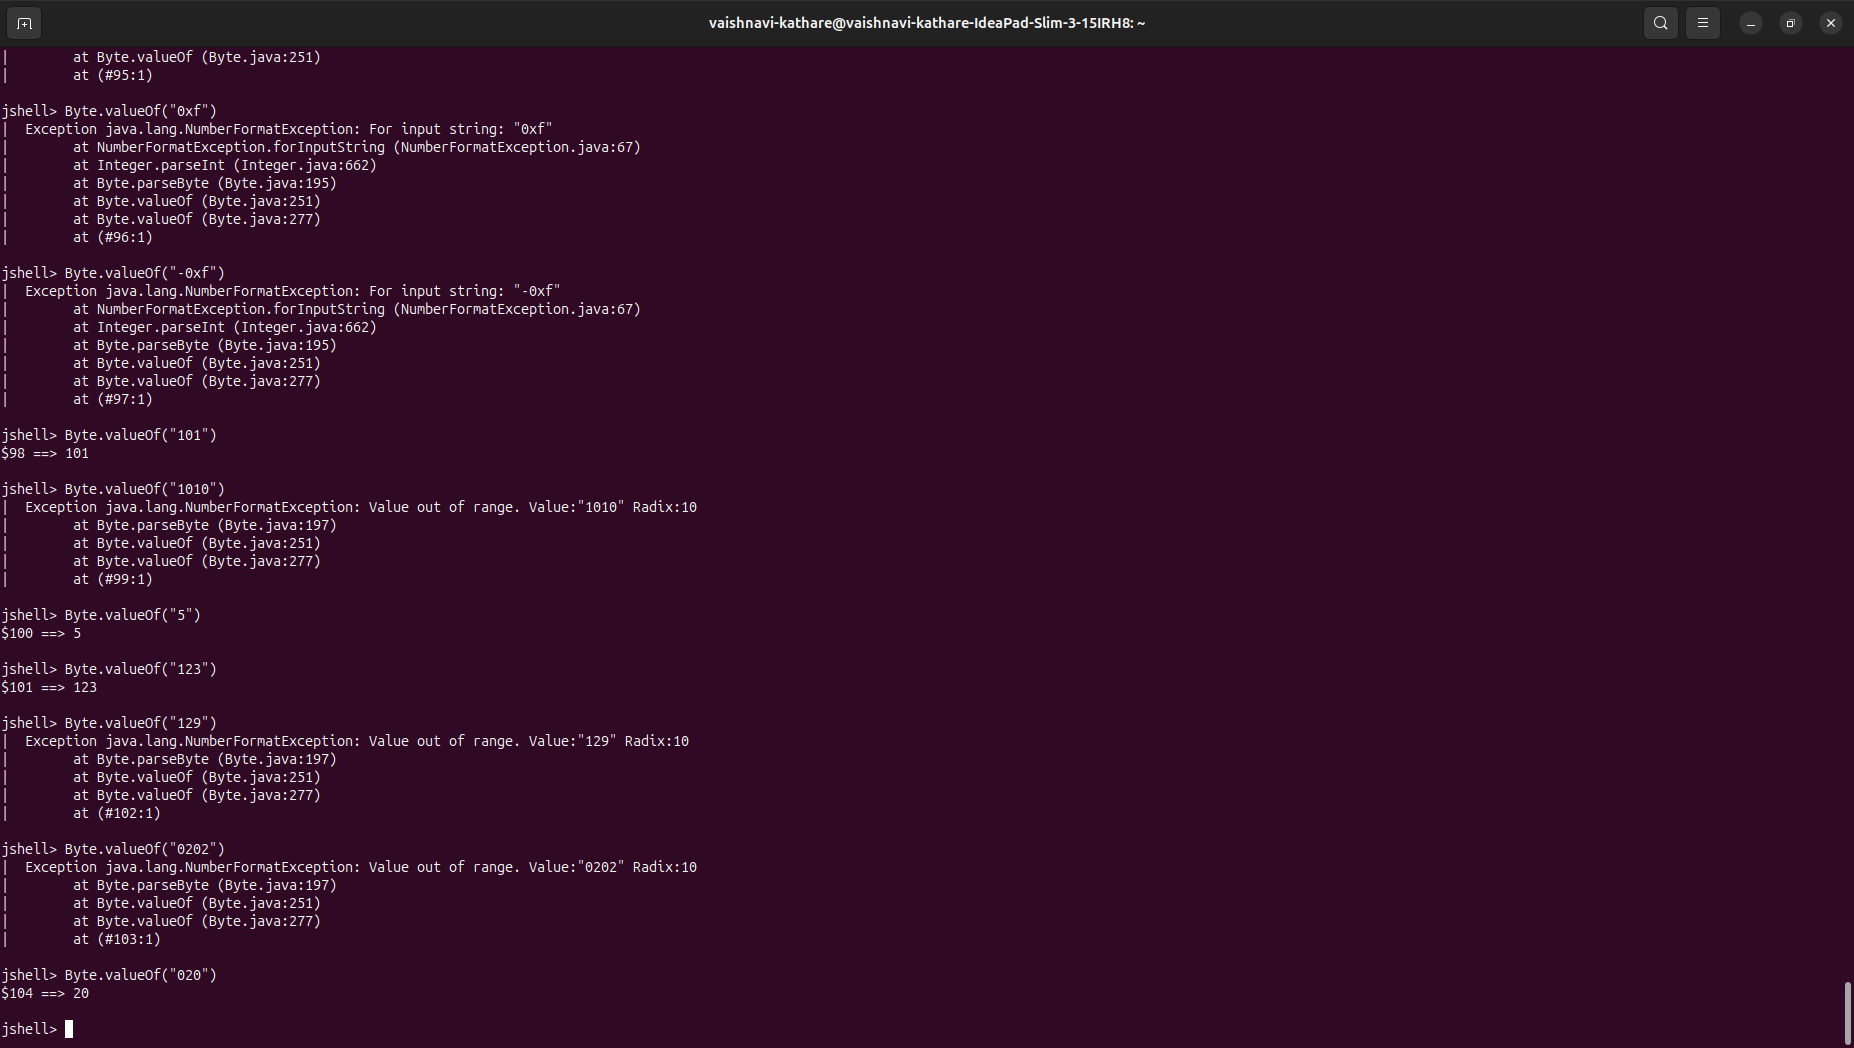 vaishnavi-kathare@vaishnavi-kathare-IdeaPad-Slim-3-15IRH8: ~
|        at Byte.valueOf (Byte.java:251)
|        at (#95:1)
jshell> Byte.valueOf("0xf")
|  Exception java.lang.NumberFormatException: For input string: "0xf"
|        at NumberFormatException.forInputString (NumberFormatException.java:67)
|        at Integer.parseInt (Integer.java:662)
|        at Byte.parseByte (Byte.java:195)
|        at Byte.valueOf (Byte.java:251)
|        at Byte.valueOf (Byte.java:277)
|        at (#96:1)
jshell> Byte.valueOf("-0xf")
|  Exception java.lang.NumberFormatException: For input string: "-0xf"
|        at NumberFormatException.forInputString (NumberFormatException.java:67)
|        at Integer.parseInt (Integer.java:662)
|        at Byte.parseByte (Byte.java:195)
|        at Byte.valueOf (Byte.java:251)
|        at Byte.valueOf (Byte.java:277)
|        at (#97:1)
jshell> Byte.valueOf("101")
$98 ==> 101
jshell> Byte.valueOf("1010")
|  Exception java.lang.NumberFormatException: Value out of range. Value:"1010" Radix:10
|        at Byte.parseByte (Byte.java:197)
|        at Byte.valueOf (Byte.java:251)
|        at Byte.valueOf (Byte.java:277)
|        at (#99:1)
jshell> Byte.valueOf("5")
$100 ==> 5
jshell> Byte.valueOf("123")
$101 ==> 123
jshell> Byte.valueOf("129")
|  Exception java.lang.NumberFormatException: Value out of range. Value:"129" Radix:10
|        at Byte.parseByte (Byte.java:197)
|        at Byte.valueOf (Byte.java:251)
|        at Byte.valueOf (Byte.java:277)
|        at (#102:1)
jshell> Byte.valueOf("0202")
|  Exception java.lang.NumberFormatException: Value out of range. Value:"0202" Radix:10
|        at Byte.parseByte (Byte.java:197)
|        at Byte.valueOf (Byte.java:251)
|        at Byte.valueOf (Byte.java:277)
|        at (#103:1)
jshell> Byte.valueOf("020")
$104 ==> 20
jshell>